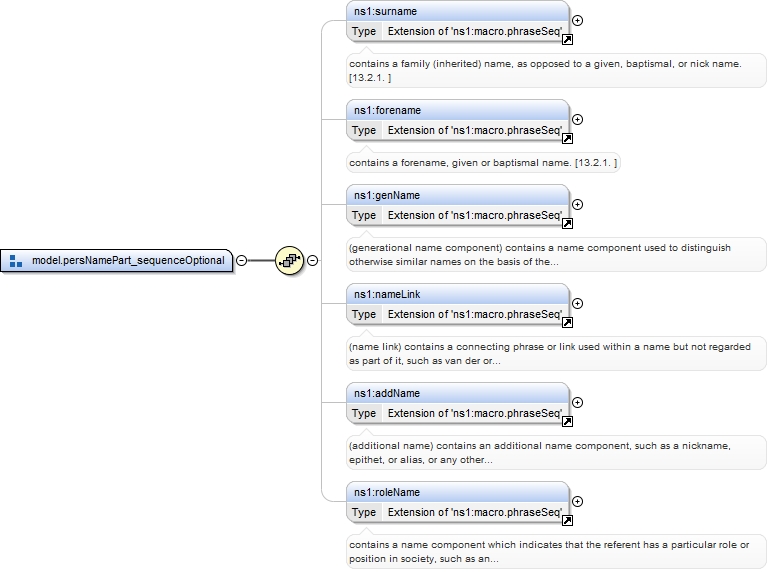 ns1:surname
Type Extension of 'ns1:macro.phraseSeq'
contains a family (inherited) name, as opposed to a given, baptismal, or nick name.
[13.2.1. ]
ns1:forename
Type Extension of 'ns1:macro.phraseSeq'
contains a forename, given or baptismal name. [13.2.1. ]
ns1:genName
Type Extension of 'ns1:macro.phraseSeq'
(generational name component) contains a name component used to distinguish
otherwise similar names on the basis of the...
model.persNamePart_sequenceOptional
ns1:nameLink
Type Extension of 'ns1:macro.phraseSeq'
(name link) contains a connecting phrase or link used within a name but not regarded
as part of it, such as van der or...
ns1:addName
Type Extension of 'ns1:macro.phraseSeq'
(additional name) contains an additional name component, such as a nickname,
epithet, or alias, or any other...
ns1:roleName
Type Extension of 'ns1:macro.phraseSeq'
contains a name component which indicates that the referent has a particular role or
position in society, such as an...